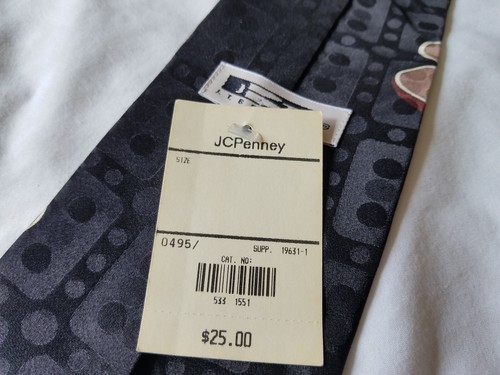 JCPenney
SIZE
0495/ SUPP. 19631-1
CAT. NO:
533 1551
$25.00